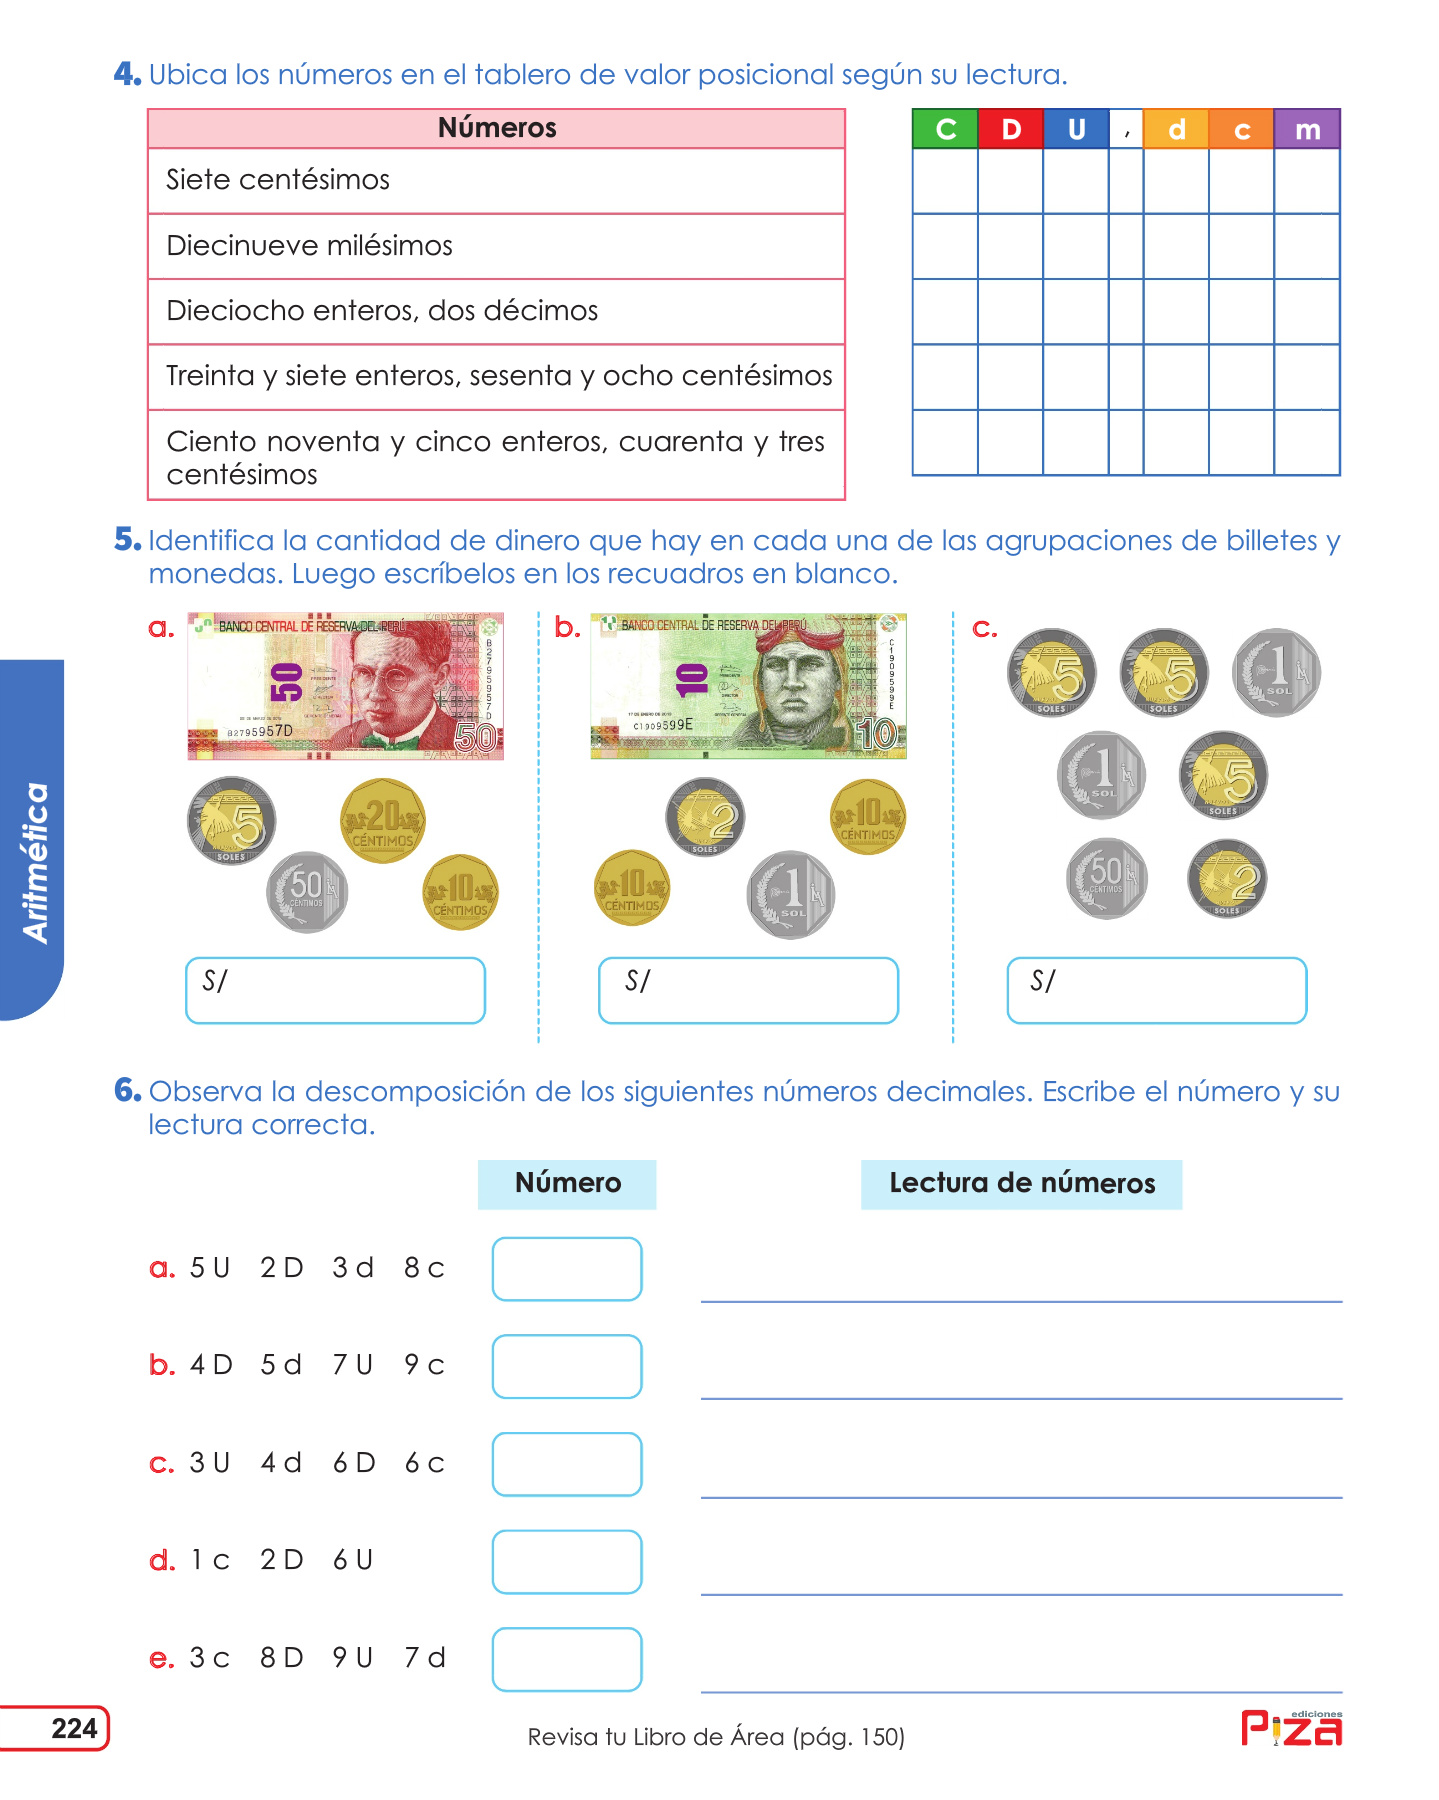 4. Ubica los números en el tablero de valor posicional según su lectura.
Números
Siete centésimos
Diecinueve milésimos
Dieciocho enteros, dos décimos
Treinta y siete enteros, sesenta y ocho centésimos
Ciento noventa y cinco enteros, cuarenta y tres
centésimos
C D U , d c m
5. Identifica la cantidad de dinero que hay en cada una de las agrupaciones de billetes y
monedas. Luego escríbelos en los recuadros en blanco.
a.
BANCO CENTRAL DE RESERVA DEL PERÚ
50
B2795957D
B2795957D
50
5 SOLES
20 CÉNTIMOS
50 CÉNTIMOS
10 CÉNTIMOS
S/
b.
BANCO CENTRAL DE RESERVA DEL PERÚ
10
C1909599E
C1909599E
10
2 SOLES
10 CÉNTIMOS
10 CÉNTIMOS
1 SOL
S/
c.
5 SOLES
5 SOLES
1 SOL
1 SOL
5 SOLES
50 CÉNTIMOS
2 SOLES
S/
Aritmética
6. Observa la descomposición de los siguientes números decimales. Escribe el número y su
lectura correcta.
Número Lectura de números
a. 5 U 2 D 3 d 8 c
b. 4 D 5 d 7 U 9 c
c. 3 U 4 d 6 D 6 c
d. 1 c 2 D 6 U
e. 3 c 8 D 9 U 7 d
224
Revisa tu Libro de Área (pág. 150)
ediciones
Piza